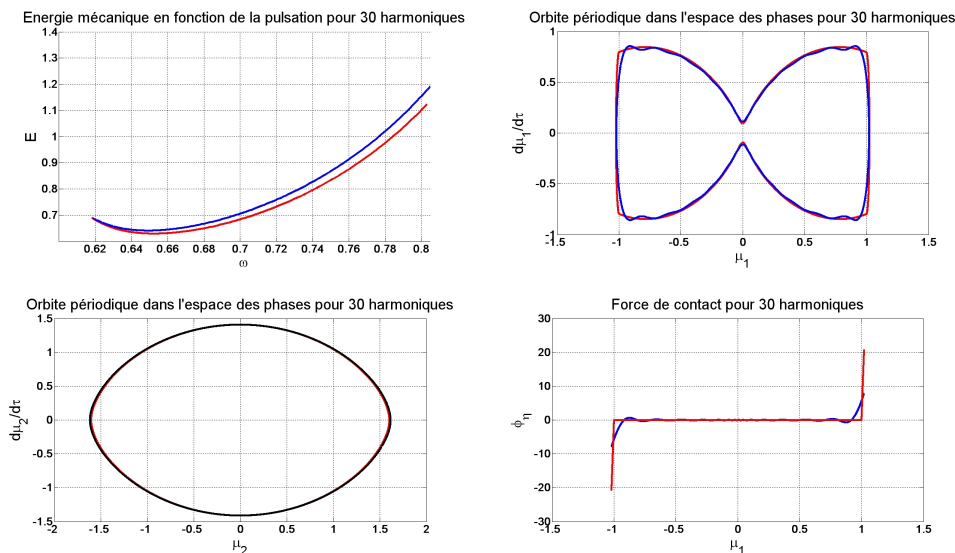 Energie mécanique en fonction de la pulsation pour 30 harmoniques
1.4
1.3
1.2
1.1
1
0.9
0.8
0.7
E
0.62 0.64 0.66 0.68 0.7 0.72 0.74 0.76 0.78 0.8
ω
Orbite périodique dans l'espace des phases pour 30 harmoniques
1
0.5
0
-0.5
-1
dμ1/dτ
-1.5 -1 -0.5 0 0.5 1 1.5
μ1
Orbite périodique dans l'espace des phases pour 30 harmoniques
1.5
1
0.5
0
-0.5
-1
-1.5
dμ2/dτ
-2 -1.5 -1 -0.5 0 0.5 1 1.5 2
μ2
Force de contact pour 30 harmoniques
30
20
10
0
-10
-20
-30
ϕη
-1.5 -1 -0.5 0 0.5 1 1.5
μ1